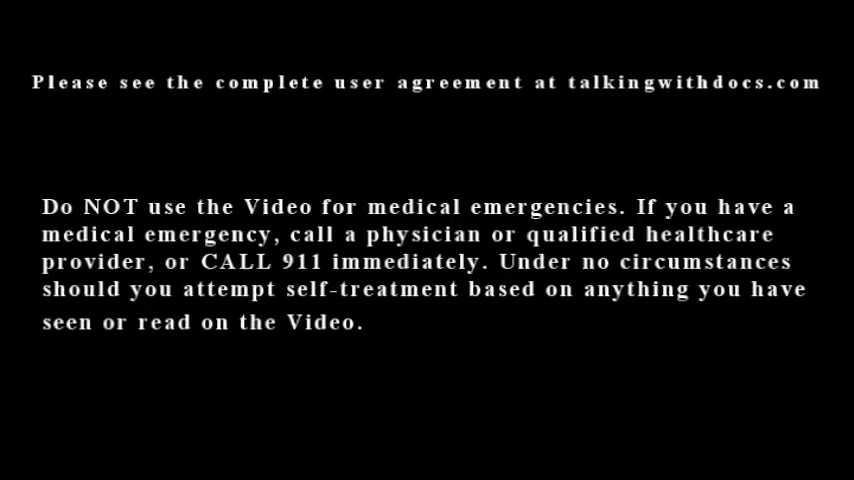 Please see the complete user agreement at talkingwithdocs.com
Do NOT use the Video for medical emergencies. If you have a
medical emergency, call a physician or qualified healthcare
provider, or CALL 911 immediately. Under no circumstances
should you attempt self-treatment based on anything you have
seen or read on the Video.